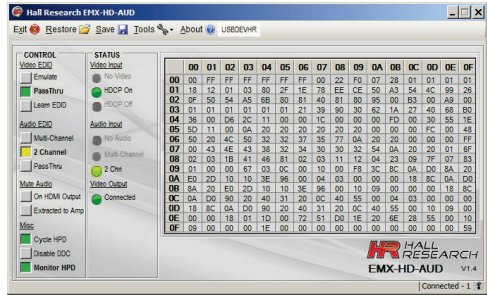 Hall Research EMX-HD-AUD
Exit Restore Save Tools About USBDEVHR
CONTROL STATUS
Video EDID Video Input
Emulate No Video
PassThru HDCP On
Learn EDID HDCP Off
Audio EDID Audio Input
Multi-Channel No Audio
2 Channel Multi-Channel
PassThru 2 Chn
Mute Audio Video Output
On HDMI Output Connected
Extracted to Amp
Misc
Cycle HPD
Disable DDC
Monitor HPD
00 01 02 03 04 05 06 07 08 09 0A 0B 0C 0D 0E 0F
00 00 FF FF FF FF FF FF 00 22 F0 07 28 01 01 01 01
01 18 12 01 03 80 2F 1E 78 EE CE 50 A3 54 4C 99 26
02 0F 50 54 A5 6B 80 81 40 81 80 95 00 B3 00 A9 00
03 01 01 01 01 01 01 21 39 90 30 62 1A 27 40 68 B0
04 36 00 D6 2C 11 00 00 1C 00 00 00 FD 00 30 55 1E
05 5D 11 00 0A 20 20 20 20 20 20 00 00 00 FC 00 48
06 50 20 4C 50 32 32 37 35 77 0A 20 20 00 00 00 FF
07 00 43 4E 43 38 32 34 30 30 32 54 0A 20 20 01 6F
08 02 03 1B 41 46 81 02 03 11 12 04 23 09 7F 07 83
09 01 00 00 67 03 0C 00 10 00 F8 3C 8C 0A D0 8A 20
0A E0 2D 10 10 3E 96 00 04 03 00 00 00 18 8C 0A D0
0B 8A 20 E0 2D 10 10 3E 96 00 10 09 00 00 00 18 8C
0C 0A D0 90 20 40 31 20 0C 40 55 00 04 03 00 00 00
0D 18 8C 0A D0 90 20 40 31 20 0C 40 55 00 10 09 00
0E 00 00 18 01 1D 00 72 51 D0 1E 20 6E 28 55 00 10
0F 09 00 00 00 1E 00 00 00 00 00 00 00 00 00 00 59
HR HALL
RESEARCH
EMX-HD-AUD V1.4
Connected - 1